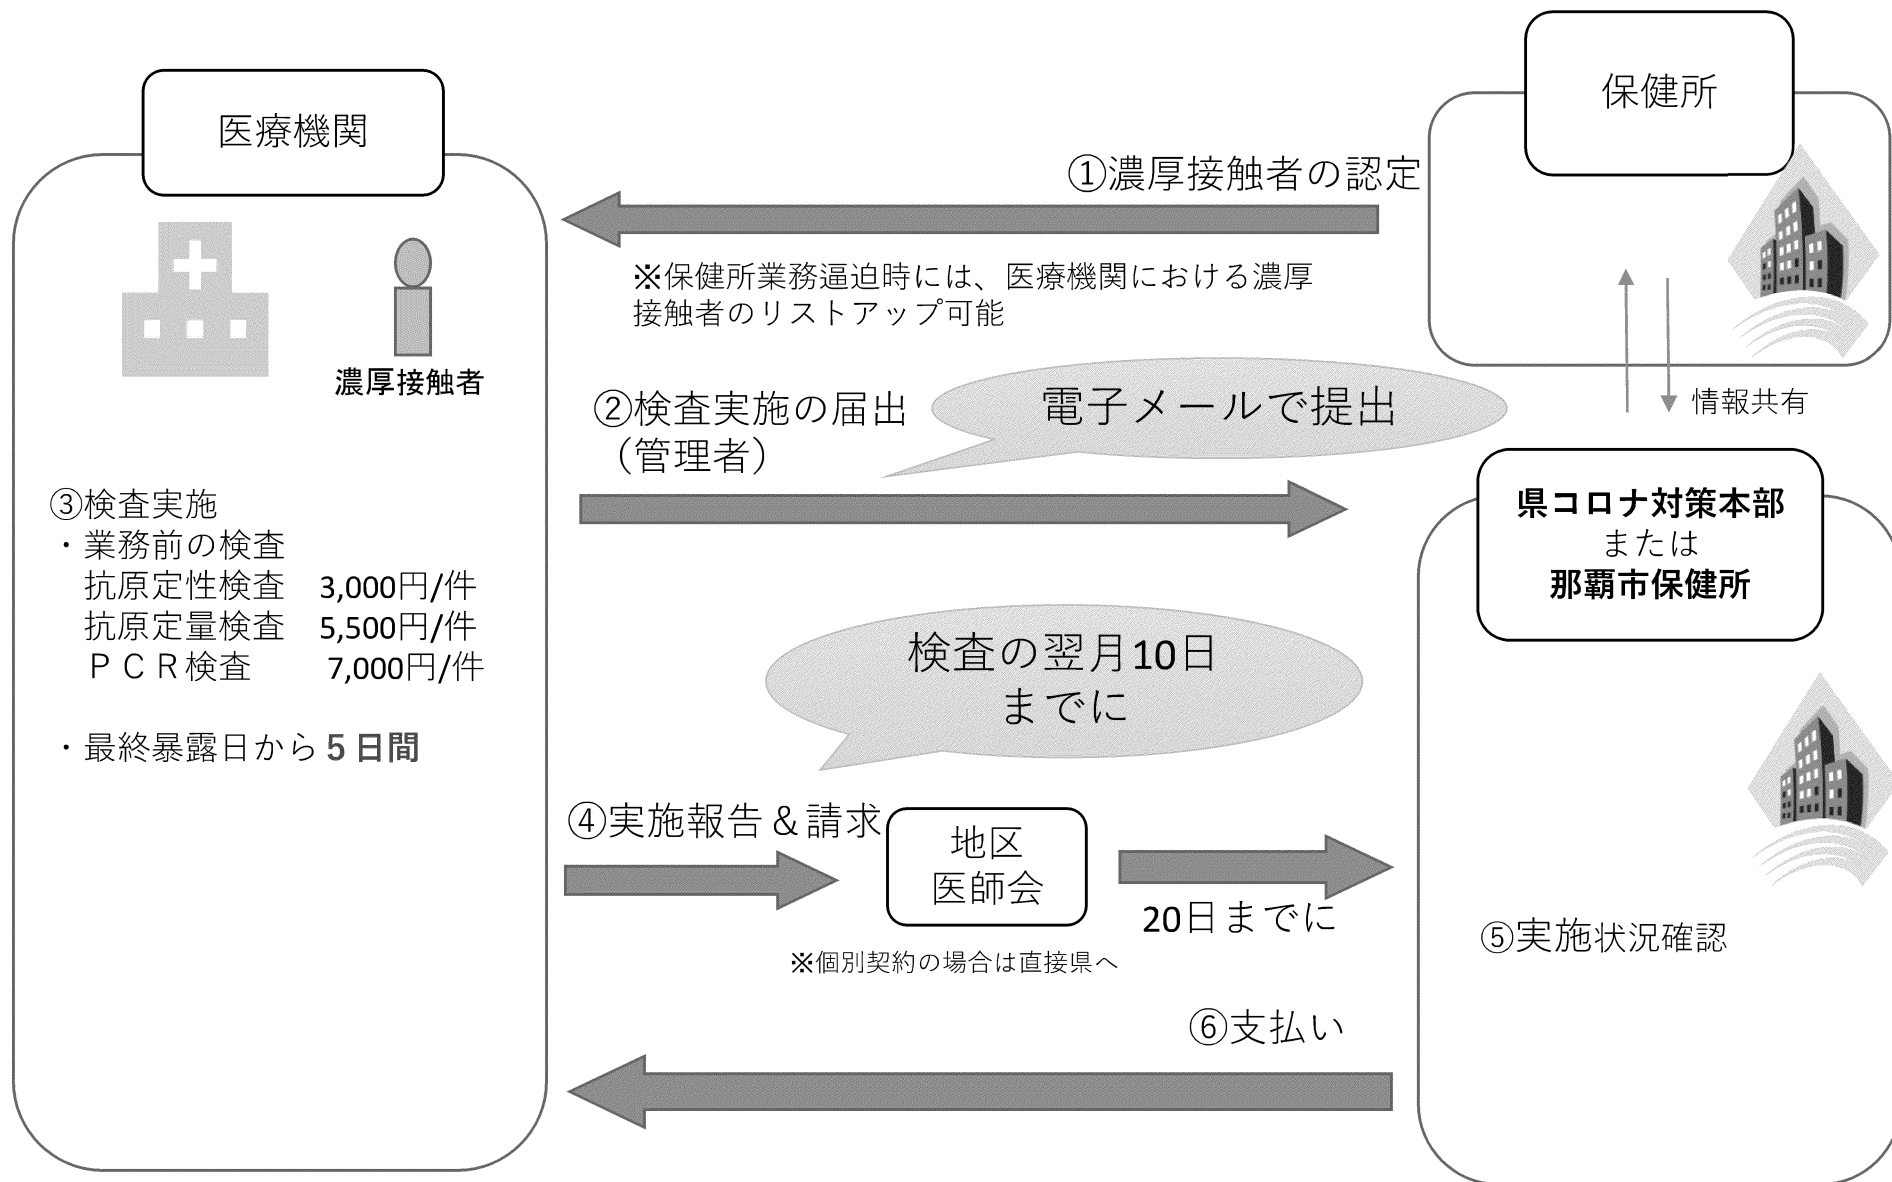 保健所
医療機関
①濃厚接触者の認定
※保健所業務逼迫時には、医療機関における濃厚
接触者のリストアップ可能
濃厚接触者
②検査実施の届出
（管理者）
電子メールで提出
情報共有
県コロナ対策本部
または
那覇市保健所
③検査実施
・業務前の検査
抗原定性検査 3,000円/件
抗原定量検査 5,500円/件
ＰＣＲ検査 7,000円/件
・最終暴露日から５日間
検査の翌月10日
までに
④実施報告＆請求
地区
医師会
20日までに
※個別契約の場合は直接県へ
⑤実施状況確認
⑥支払い